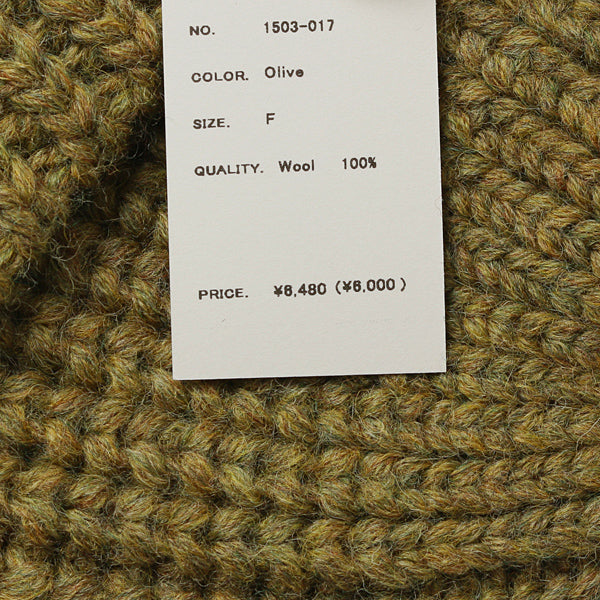 NO. 1503-017
COLOR. Olive
SIZE. F
QUALITY. Wool 100%
PRICE. ¥6,480 (¥6,000)